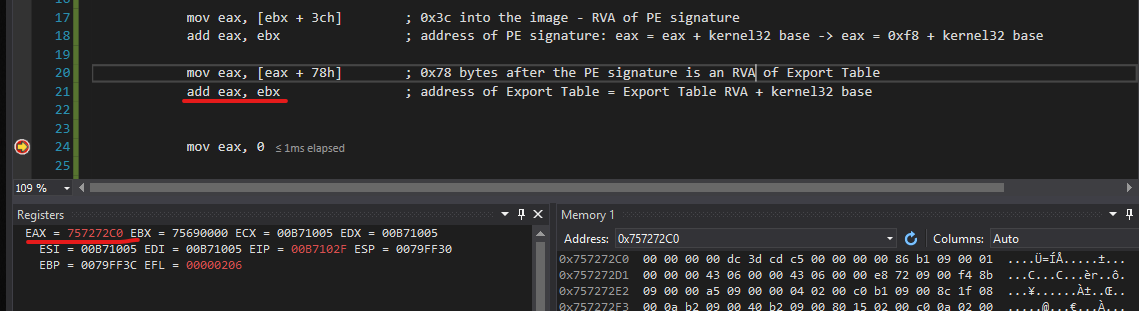 17 mov eax, [ebx + 3ch] ; 0x3c into the image - RVA of PE signature
18 add eax, ebx ; address of PE signature: eax = eax + kernel32 base -> eax = 0xf8 + kernel32 base
19
20 mov eax, [eax + 78h] ; 0x78 bytes after the PE signature is an RVA of Export Table
21 add eax, ebx ; address of Export Table = Export Table RVA + kernel32 base
22
23
24 mov eax, 0 ≤ 1ms elapsed
25
109 %
Registers
EAX = 757272C0 EBX = 75690000 ECX = 00B71005 EDX = 00B71005
ESI = 00B71005 EDI = 00B71005 EIP = 00B7102F ESP = 0079FF30
EBP = 0079FF3C EFL = 00000206
Memory 1
Address: 0x757272C0 Columns: Auto
0x757272C0 00 00 00 00 dc 3d cd c5 00 00 00 00 86 b1 09 00 01 ....Ü=ÍÅ....±...
0x757272D1 00 00 00 43 06 00 00 43 06 00 00 e8 72 09 00 f4 8b ...C...C...èr..ô.
0x757272E2 09 00 00 a5 09 00 00 04 02 00 c0 b1 09 00 8c 1f 08 ...¥......À±..Œ..
0x757272F3 00 0a b2 09 00 40 b2 09 00 80 15 02 00 c0 0a 02 00